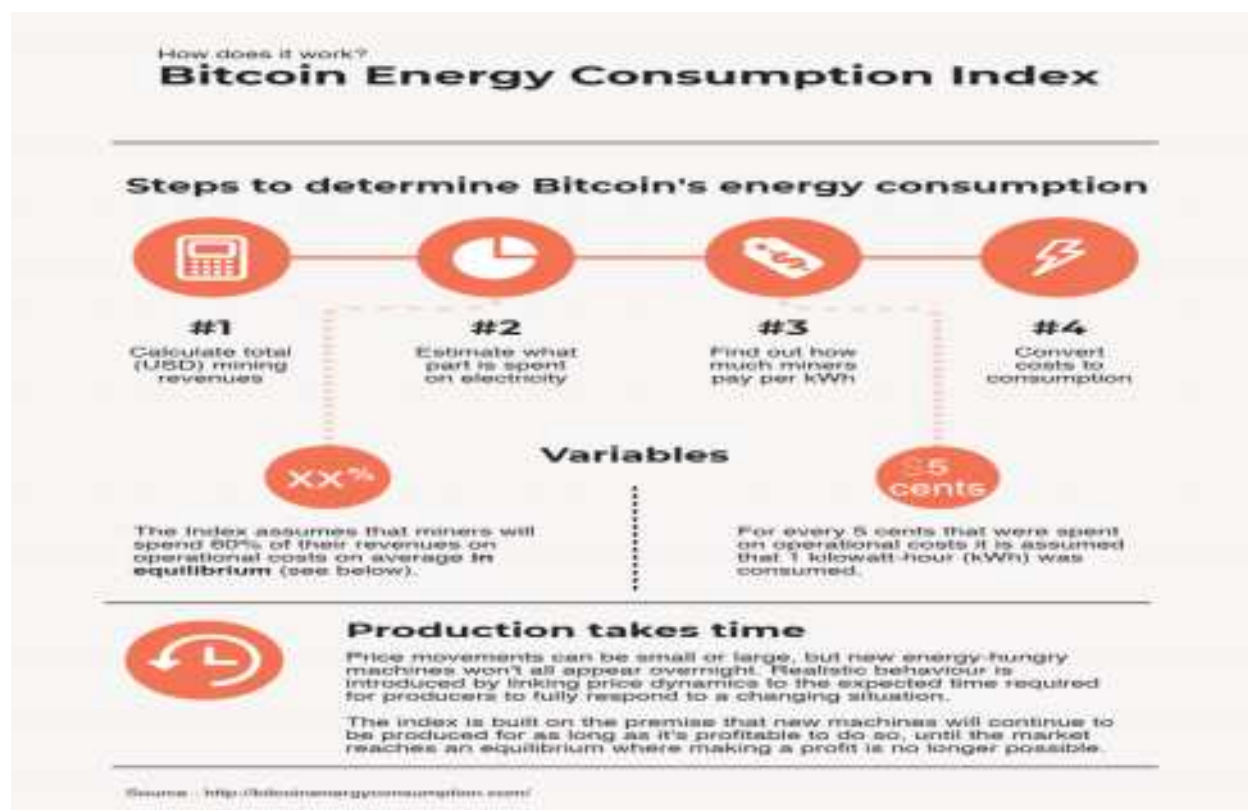 How does it work?
Bitcoin Energy Consumption Index
Steps to determine Bitcoin's energy consumption
#1
Calculate total
(USD) mining
revenues
#2
Estimate what
part is spent
on electricity
#3
Find out how
much miners
pay per kWh
#4
Convert
costs to
consumption
Variables
xx%
The Index assumes that miners will
spend 60% of their revenues on
operational costs on average in
equilibrium (see below).
$5
cents
For every 5 cents that were spent
on operational costs it is assumed
that 1 kilowatt-hour (kWh) was
consumed.
Production takes time
Price movements can be small or large, but new energy-hungry
machines won't all appear overnight. Realistic behaviour is
introduced by linking price dynamics to the expected time required
for producers to fully respond to a changing situation.
The index is built on the premise that new machines will continue to
be produced for as long as it's profitable to do so, until the market
reaches an equilibrium where making a profit is no longer possible.
Source : http://bitcoinenergyconsumption.com/